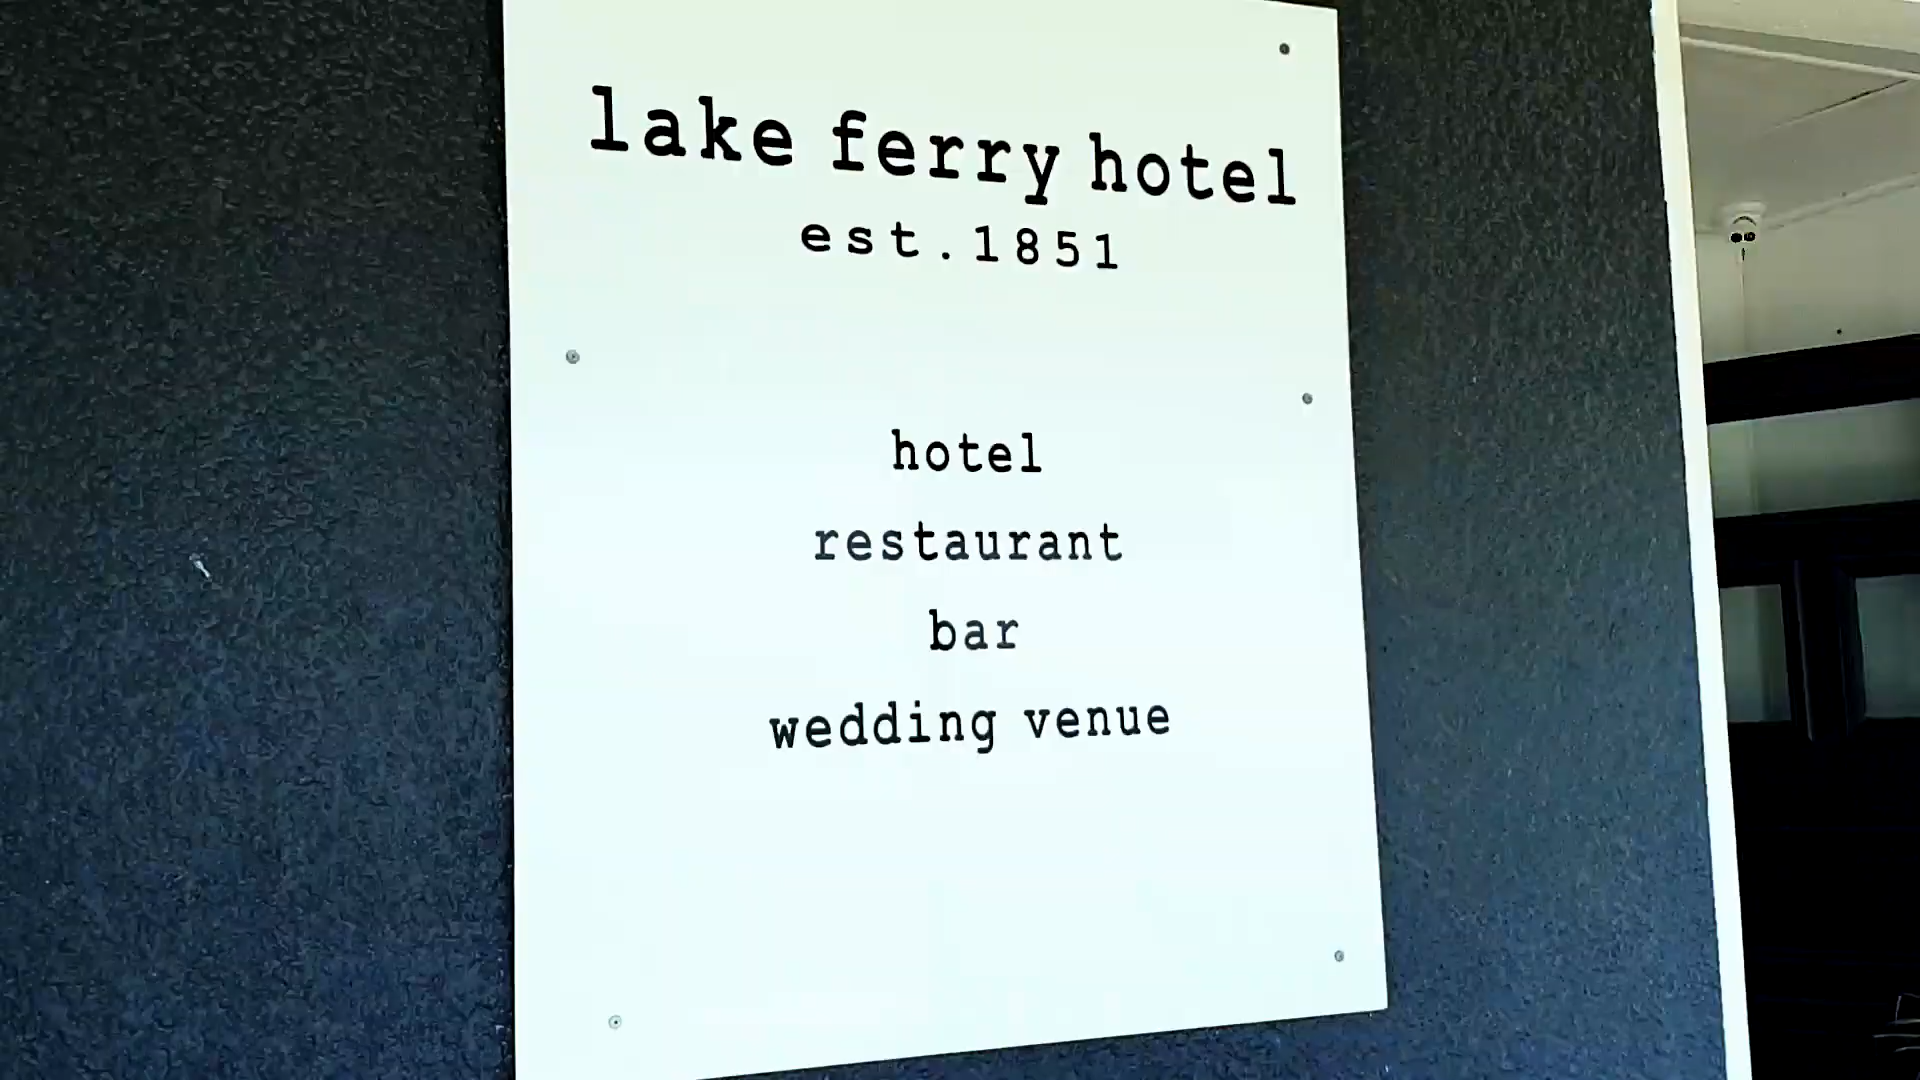 lake ferry hotel
est.1851
hotel
restaurant
bar
wedding venue